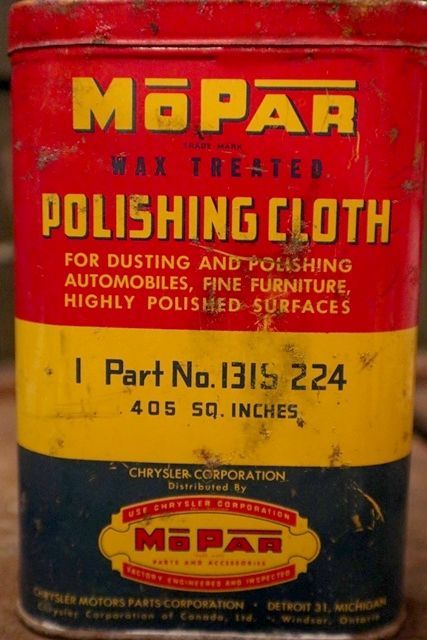 MOPAR
TRADE MARK
WAX TREATED
POLISHING CLOTH
FOR DUSTING AND POLISHING
AUTOMOBILES, FINE FURNITURE,
HIGHLY POLISHED SURFACES
1 Part No. 1315 224
405 SQ. INCHES
CHRYSLER CORPORATION
Distributed By
USE CHRYSLER CORPORATION
MOPAR
PARTS AND ACCESSORIES
FACTORY ENGINEERED AND INSPECTED
CHRYSLER MOTORS PARTS CORPORATION • DETROIT 31, MICHIGAN
Chrysler Corporation of Canada, Ltd. • Windsor, Ontario